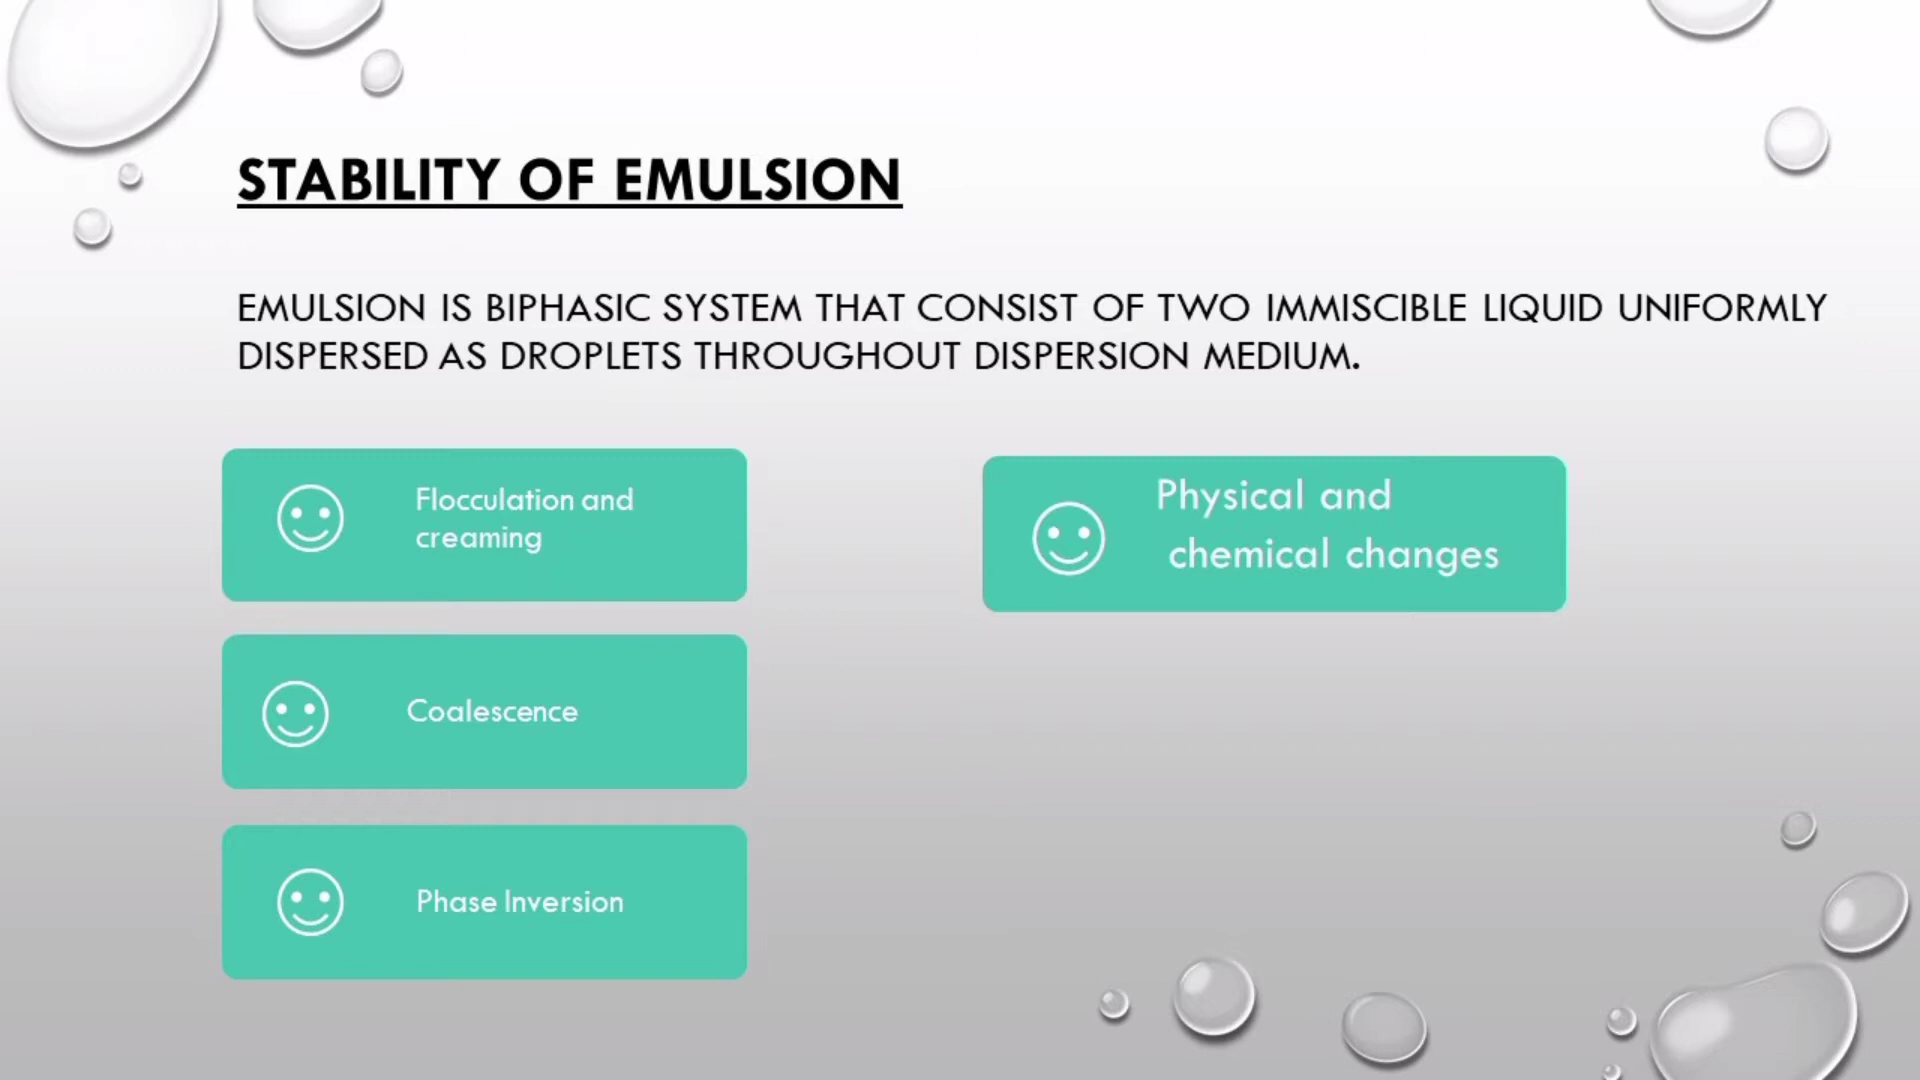 STABILITY OF EMULSION
EMULSION IS BIPHASIC SYSTEM THAT CONSIST OF TWO IMMISCIBLE LIQUID UNIFORMLY
DISPERSED AS DROPLETS THROUGHOUT DISPERSION MEDIUM.
Flocculation and
creaming
Coalescence
Phase Inversion
Physical and
chemical changes